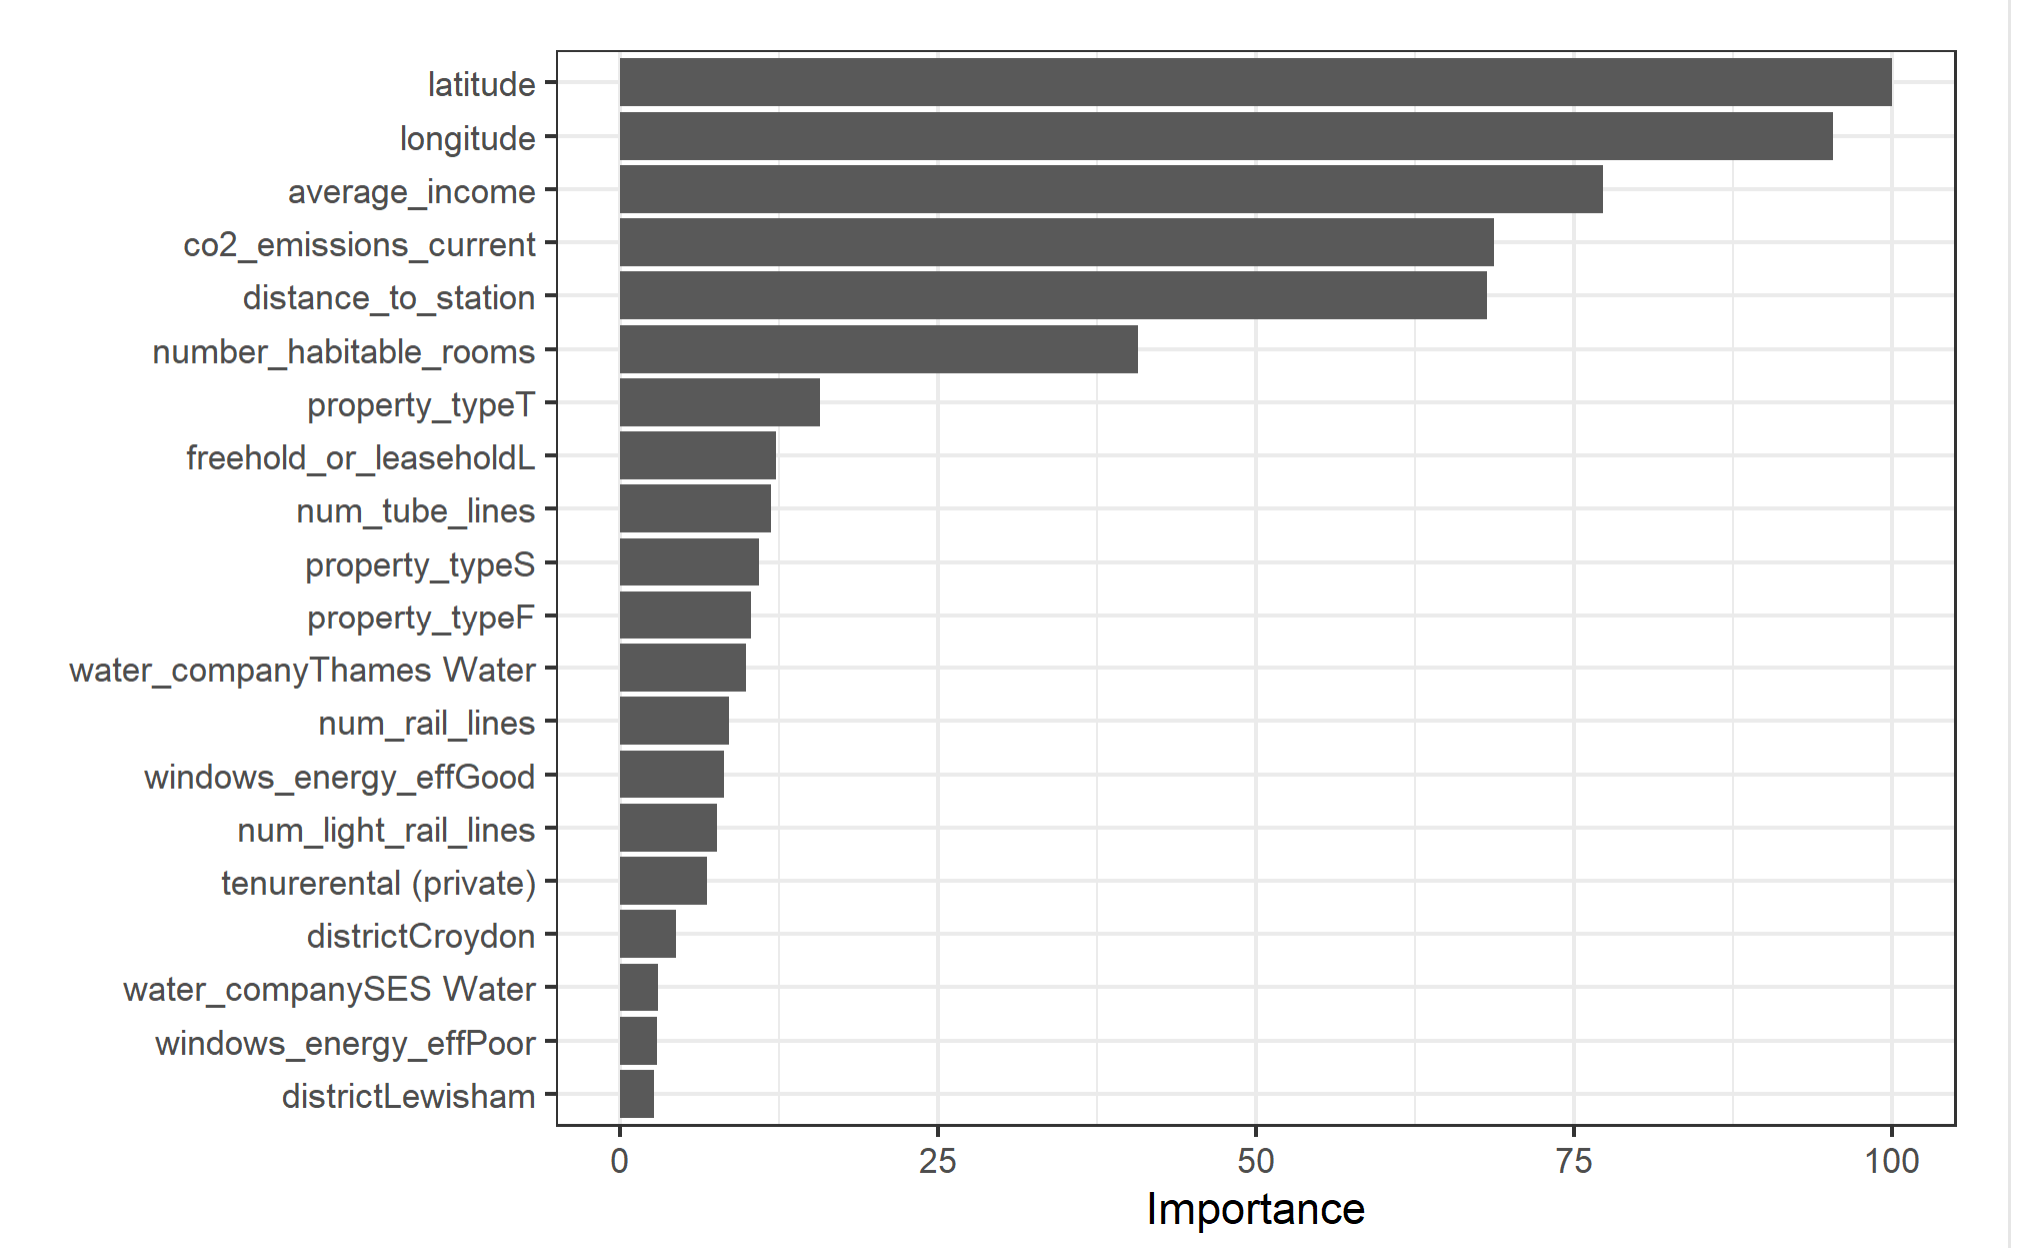 latitude
longitude
average_income
co2_emissions_current
distance_to_station
number_habitable_rooms
property_typeT
freehold_or_leaseholdL
num_tube_lines
property_typeS
property_typeF
water_companyThames Water
num_rail_lines
windows_energy_effGood
num_light_rail_lines
tenurerental (private)
districtCroydon
water_companySES Water
windows_energy_effPoor
districtLewisham
0 25 50 75 100
Importance